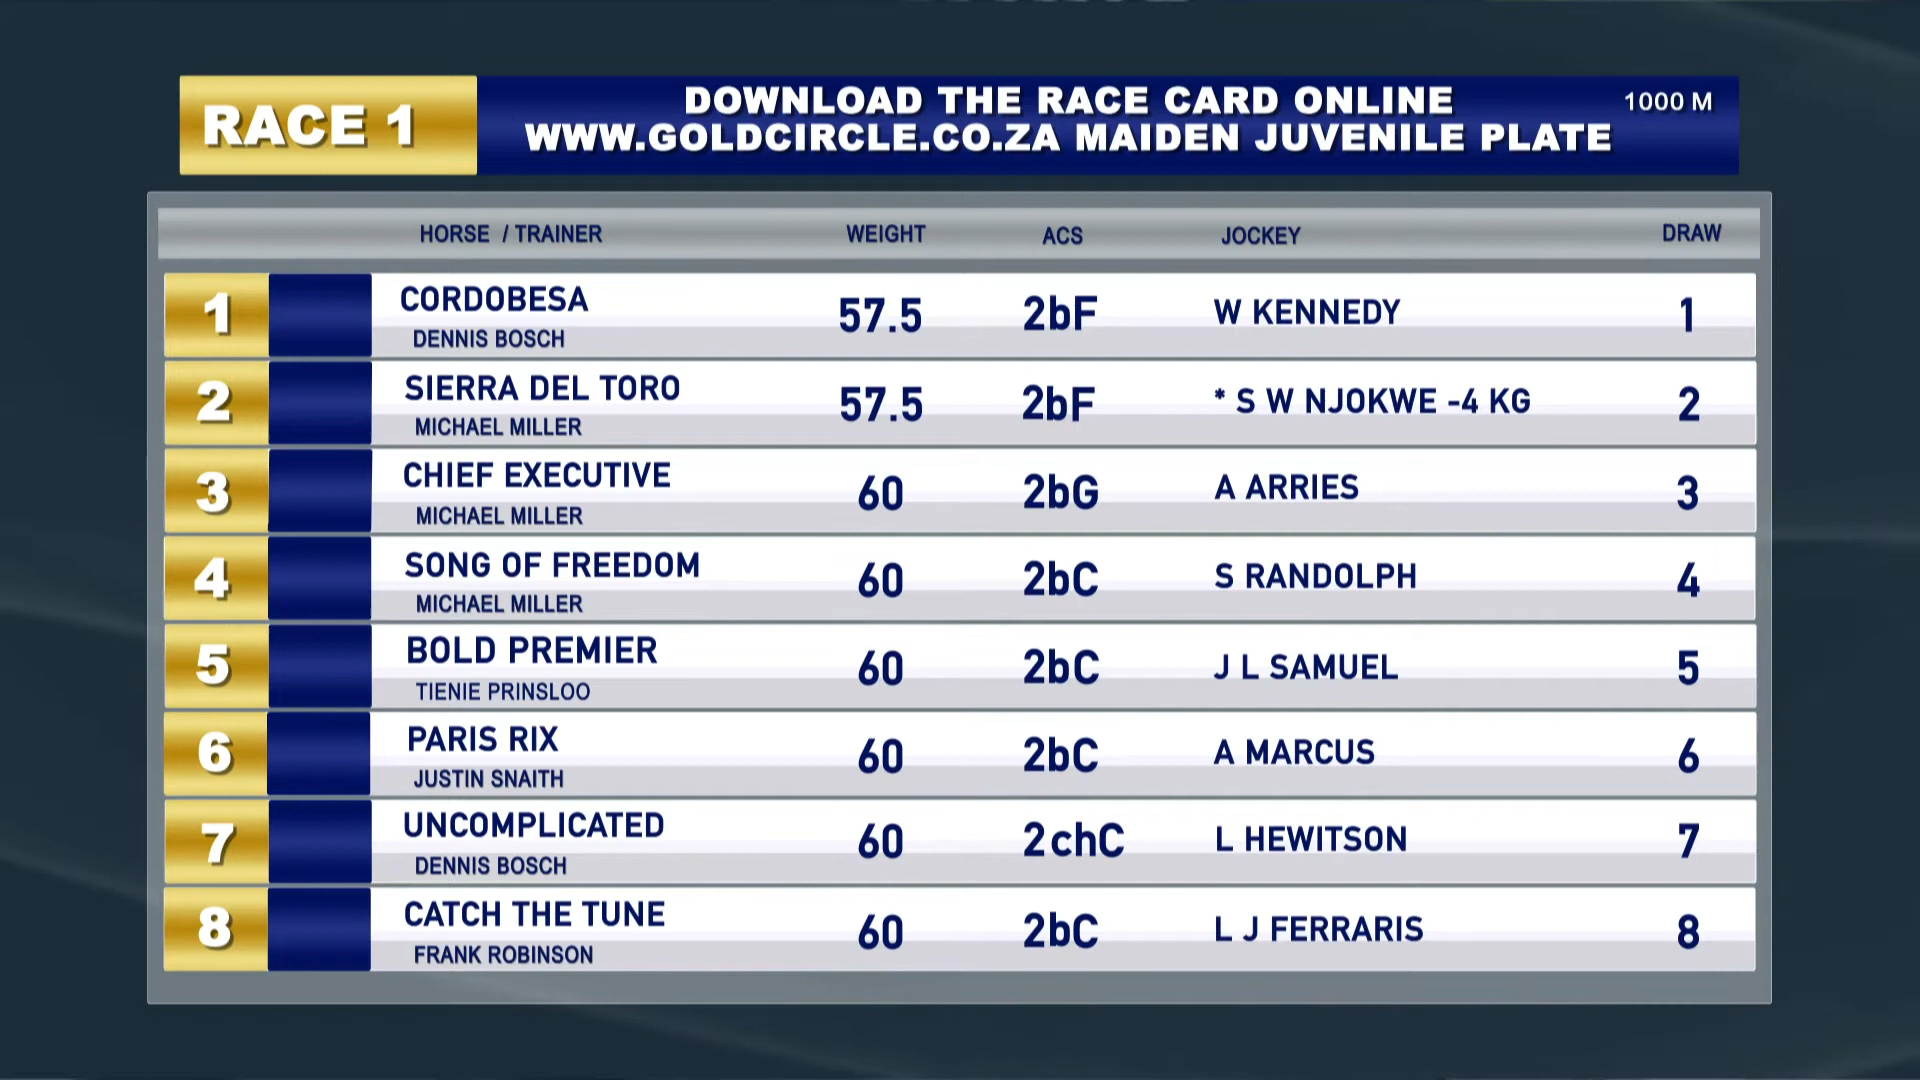 RACE 1
DOWNLOAD THE RACE CARD ONLINE
WWW.GOLDCIRCLE.CO.ZA MAIDEN JUVENILE PLATE
1000 M
HORSE / TRAINER WEIGHT ACS JOCKEY DRAW
1 CORDOBESA 57.5 2bF W KENNEDY 1
DENNIS BOSCH
2 SIERRA DEL TORO 57.5 2bF * S W NJOKWE -4 KG 2
MICHAEL MILLER
3 CHIEF EXECUTIVE 60 2bG A ARRIES 3
MICHAEL MILLER
4 SONG OF FREEDOM 60 2bC S RANDOLPH 4
MICHAEL MILLER
5 BOLD PREMIER 60 2bC J L SAMUEL 5
TIENIE PRINSLOO
6 PARIS RIX 60 2bC A MARCUS 6
JUSTIN SNAITH
7 UNCOMPLICATED 60 2chC L HEWITSON 7
DENNIS BOSCH
8 CATCH THE TUNE 60 2bC L J FERRARIS 8
FRANK ROBINSON